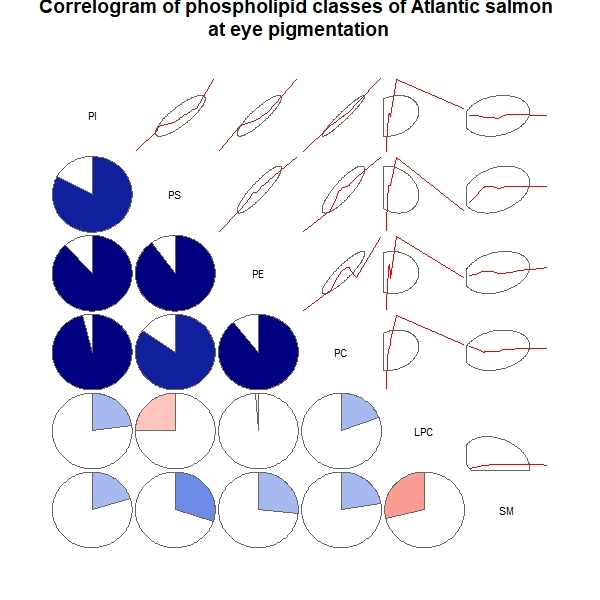 Correlogram of phospholipid classes of Atlantic salmon
at eye pigmentation
PI
PS
PE
PC
LPC
SM